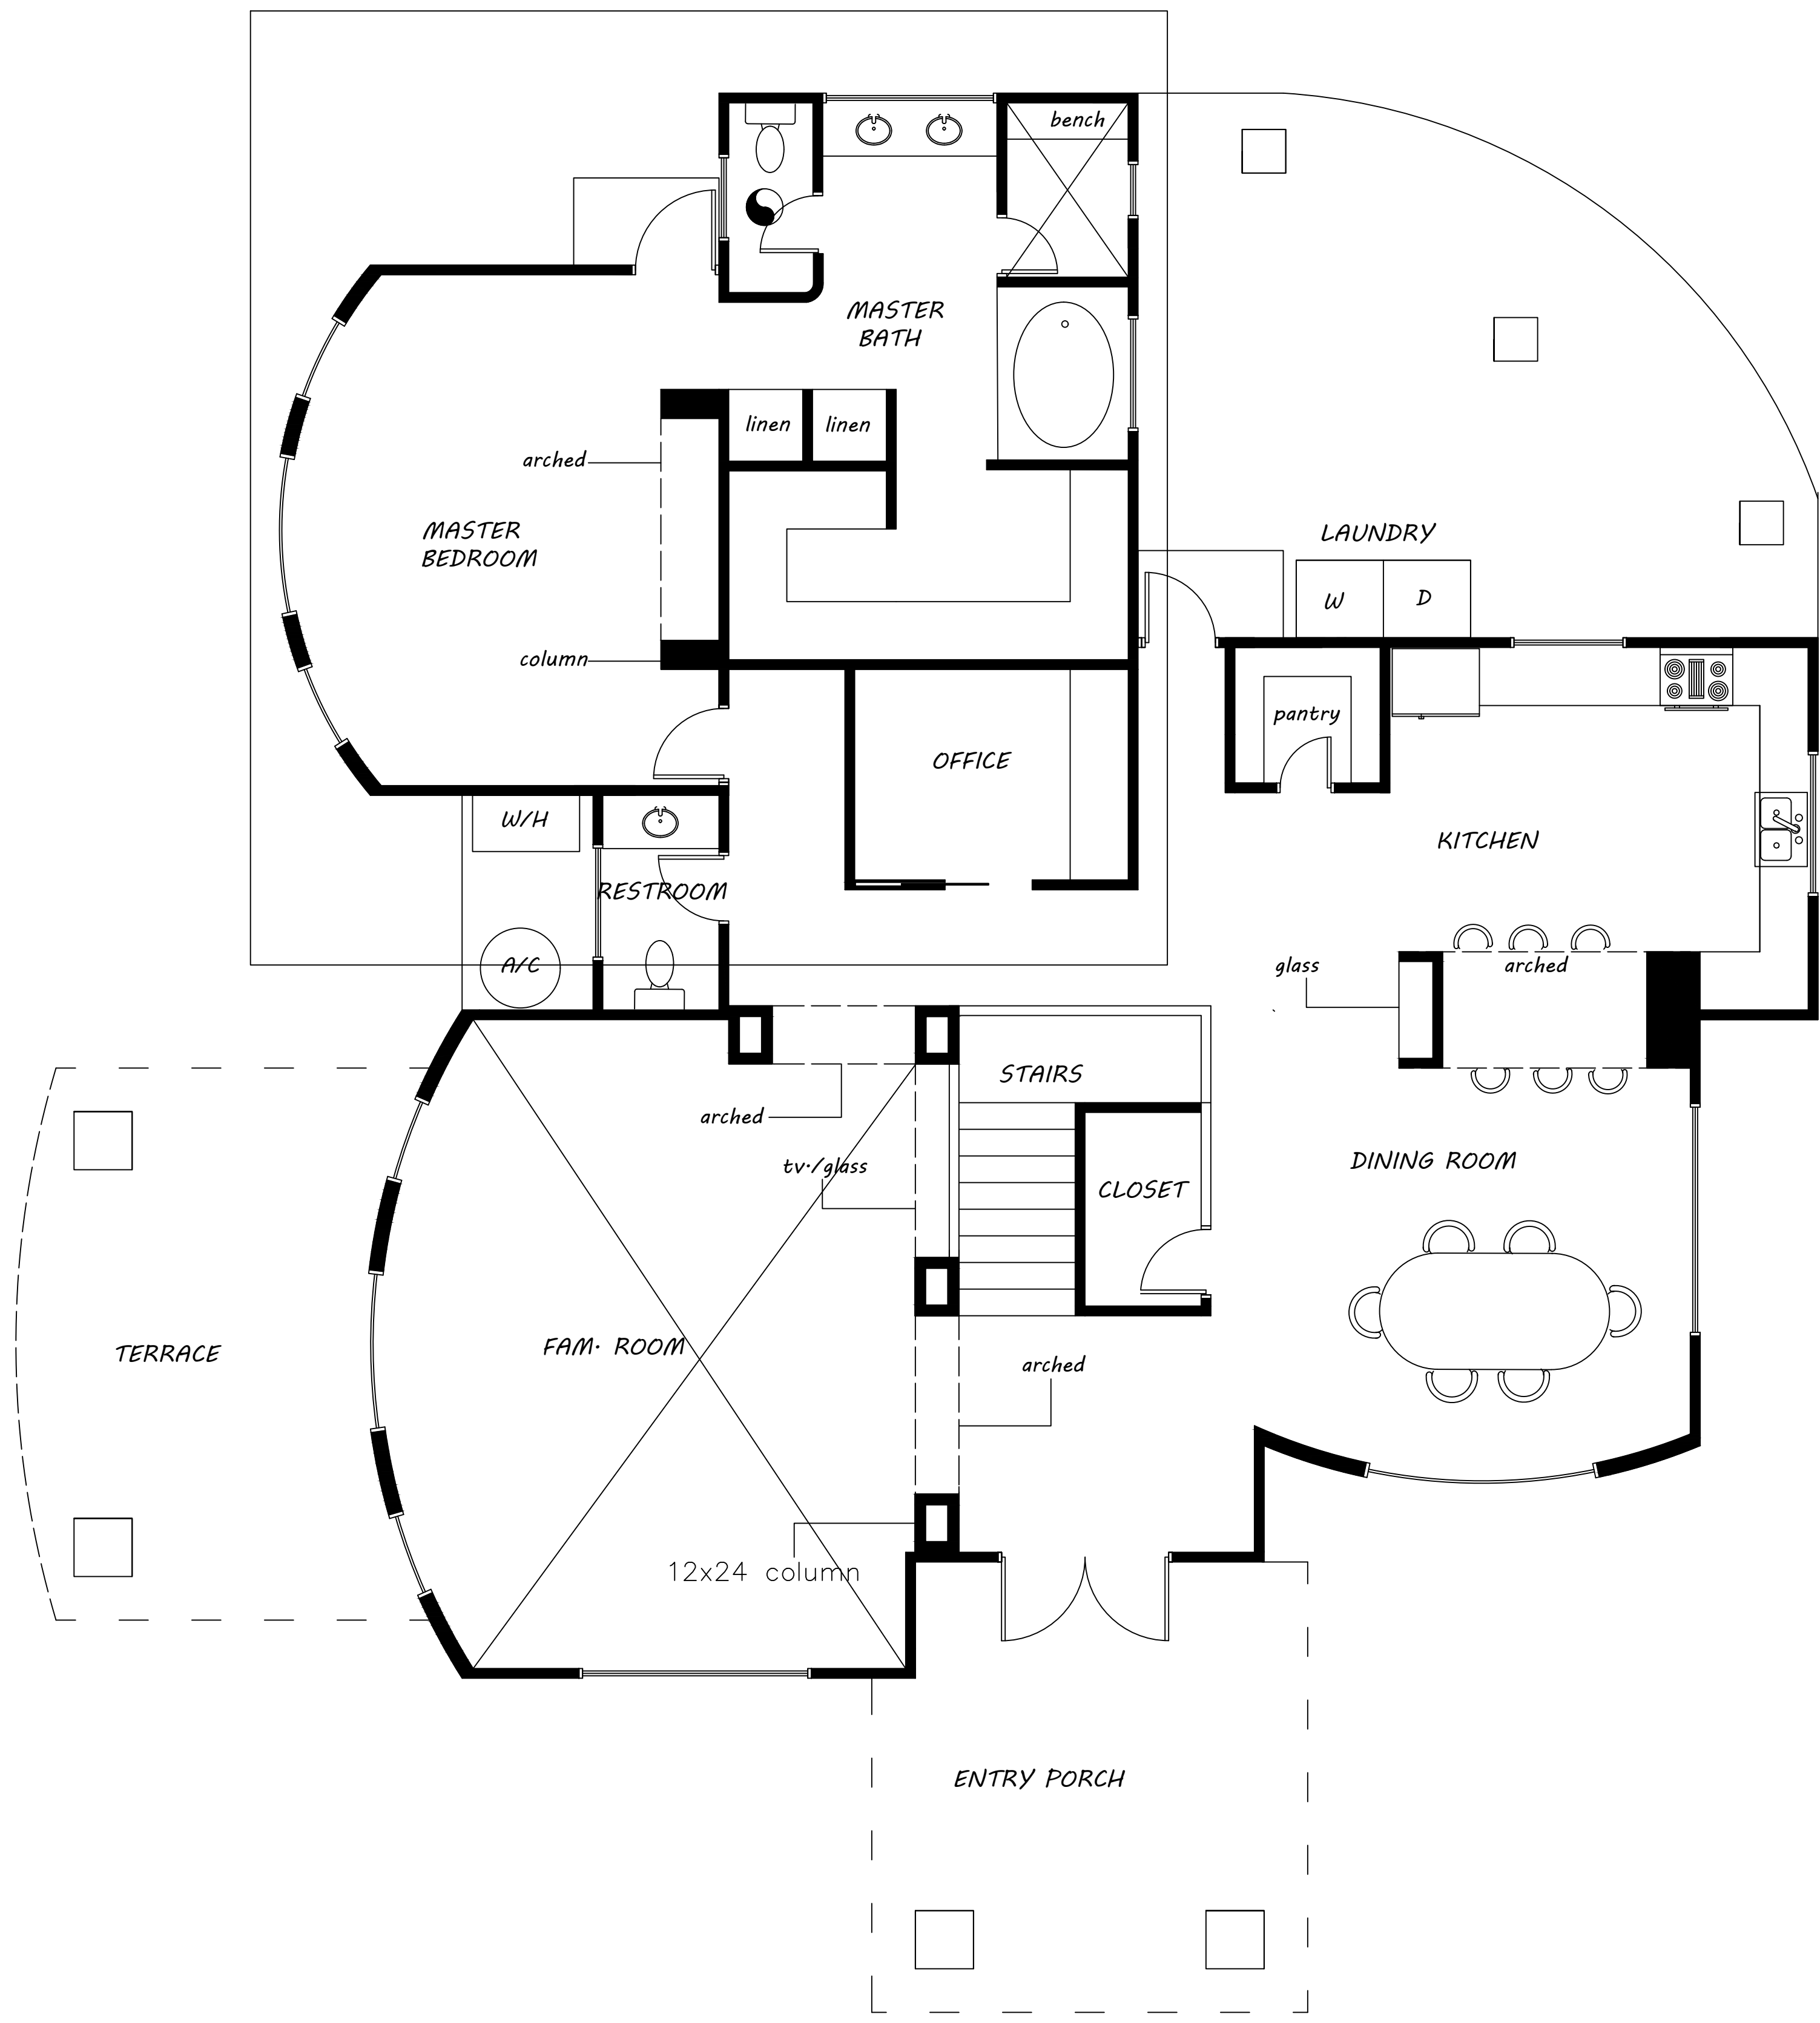 bench
MASTER
BATH
linen
linen
arched
MASTER
BEDROOM
LAUNDRY
W
D
column
pantry
OFFICE
W/H
KITCHEN
RESTROOM
A/C
glass
arched
STAIRS
arched
tv./glass
CLOSET
DINING ROOM
TERRACE
FAM. ROOM
arched
12x24 column
ENTRY PORCH